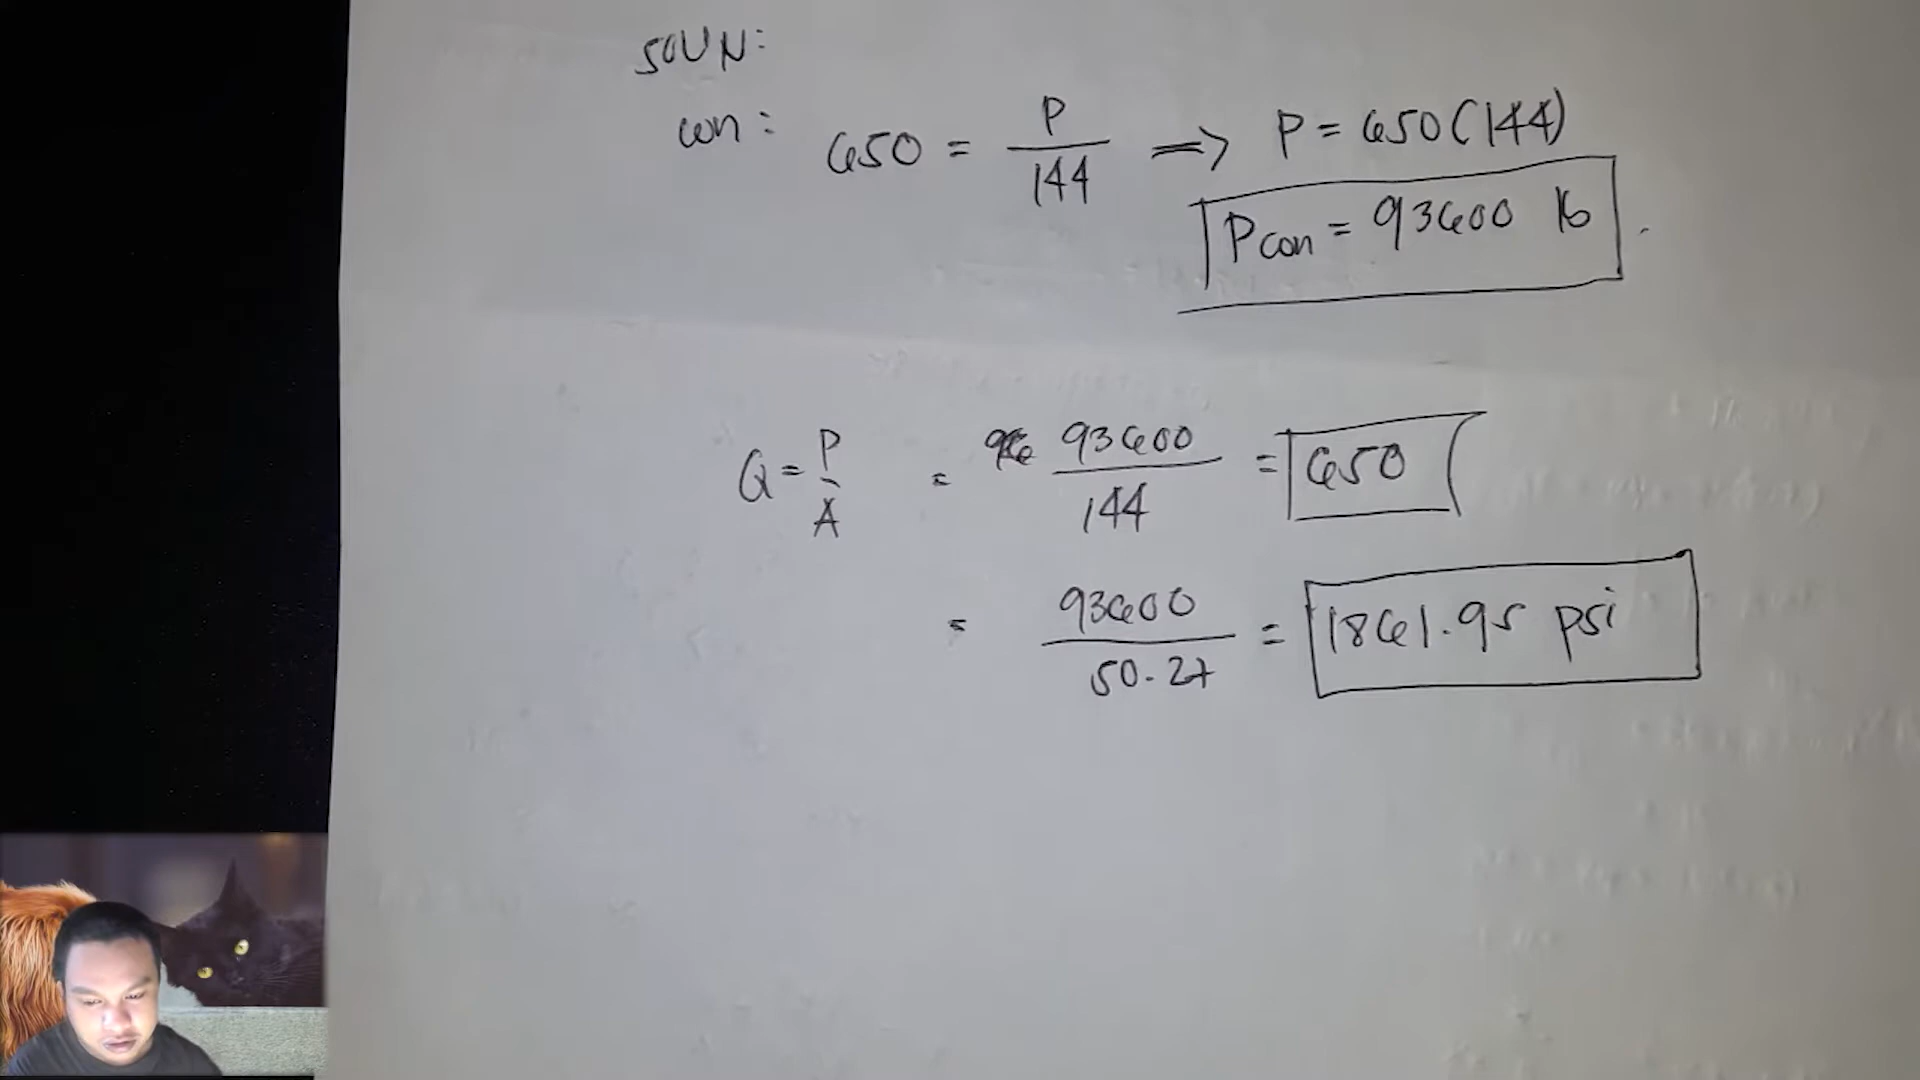 SOLN:
con: 650 = P/144 => P = 650(144)
Pcon = 93600 lb
Q = P/A = 93600/144 = 650
= 93600/50.27 = 1861.95 psi